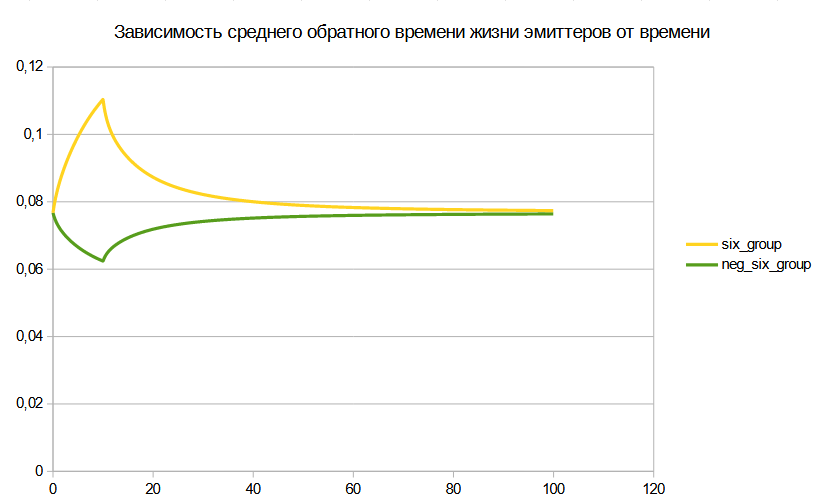 Зависимость среднего обратного времени жизни эмиттеров от времени
0,12
0,1
0,08
0,06
0,04
0,02
0
0 20 40 60 80 100 120
six_group
neg_six_group